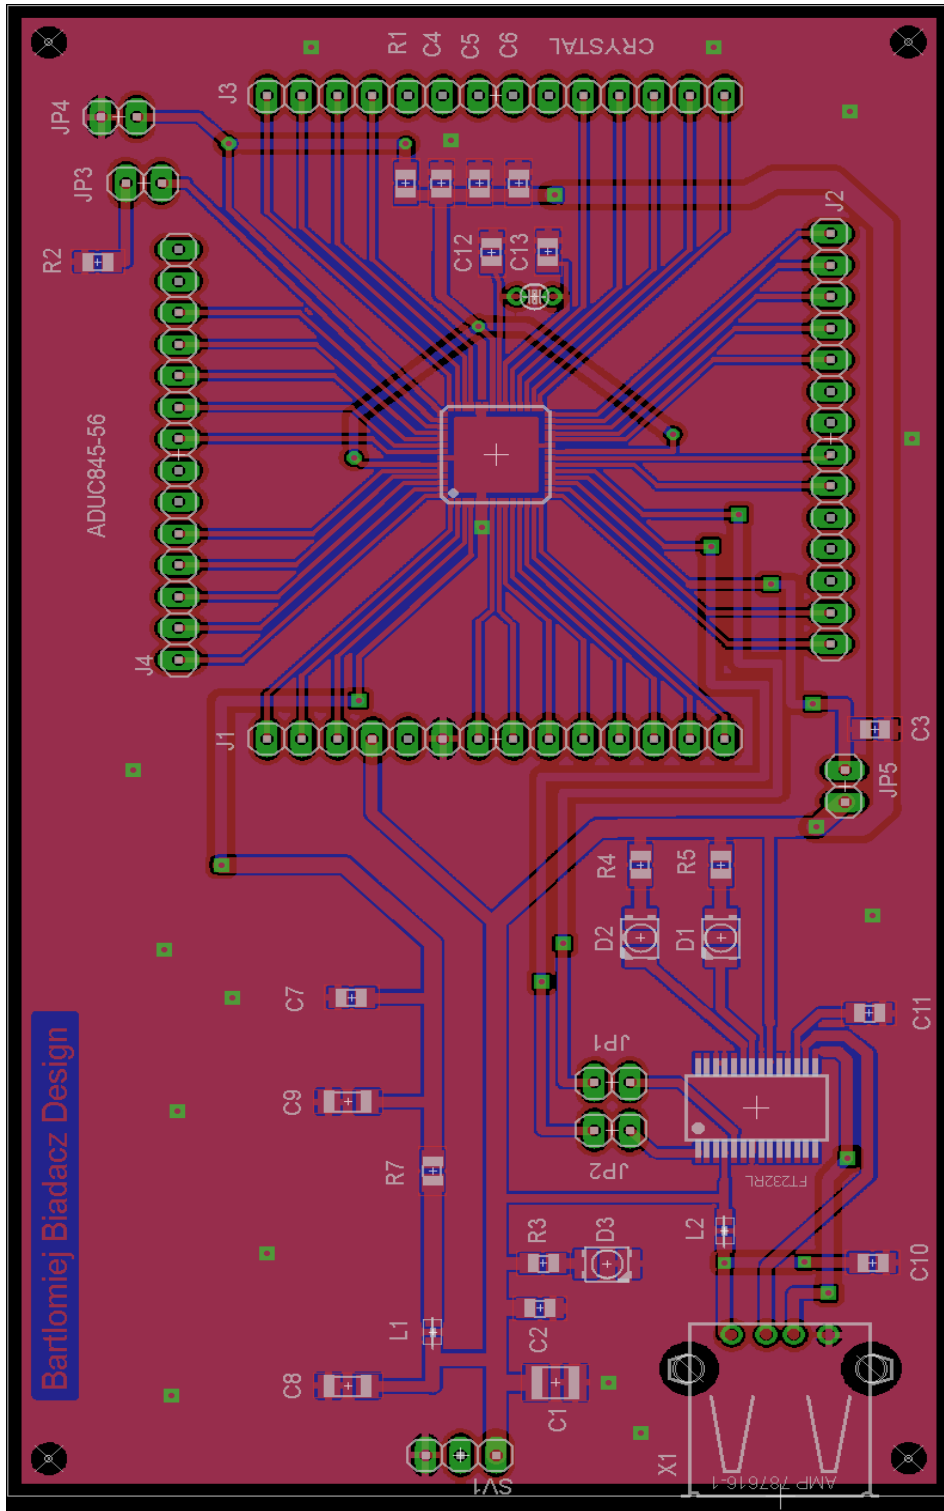 R1
C4
C5
C6
CRYSTAL
J3
JP4
JP3
R2
J2
C12
C13
ADUC845-56
J4
J1
C3
JP5
R4
R5
D2
D1
C7
C11
Bartlomiej Biadacz Design
JP1
C9
JP2
R7
FT232RL
R3
D3
L2
C10
L1
C2
C8
C1
X1
AMP 787616-1
SV1